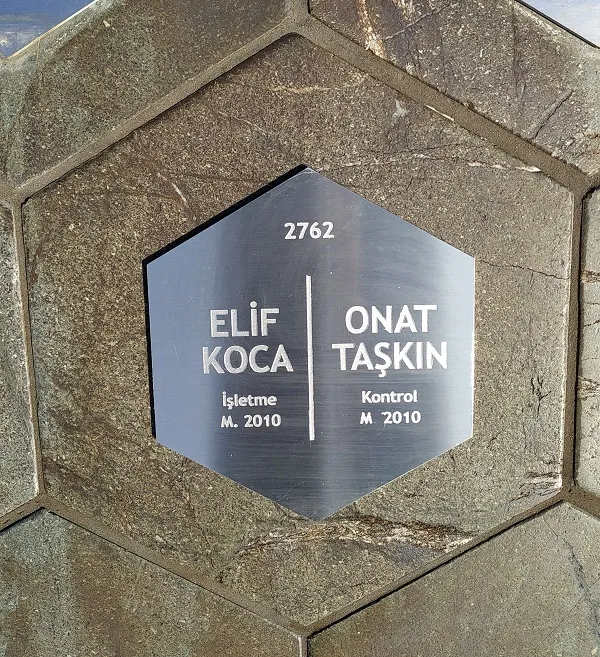 2762
ELİF
KOCA
İşletme
M. 2010
ONAT
TAŞKIN
Kontrol
M 2010